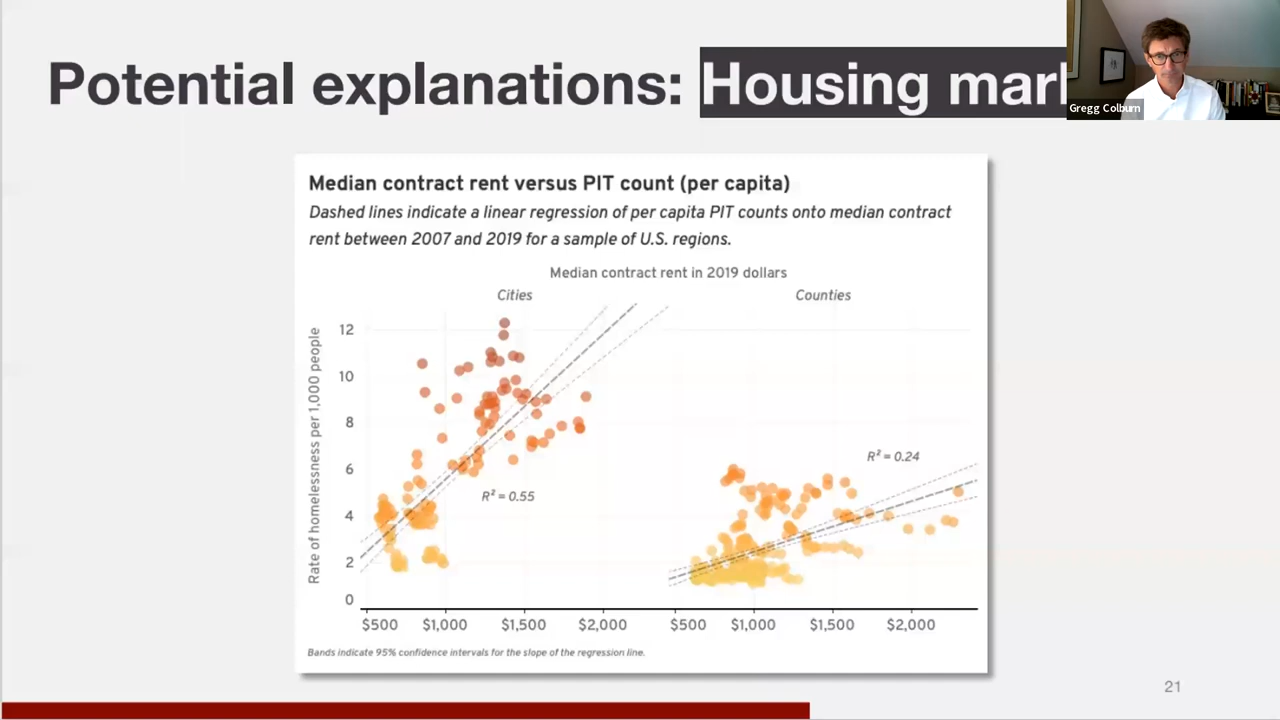 Potential explanations: Housing mar
Gregg Colburn
Median contract rent versus PIT count (per capita)
Dashed lines indicate a linear regression of per capita PIT counts onto median contract
rent between 2007 and 2019 for a sample of U.S. regions.
Median contract rent in 2019 dollars
Cities
Counties
Rate of homelessness per 1,000 people
12
10
8
6
4
2
0
R² = 0.55
R² = 0.24
$500 $1,000 $1,500 $2,000
$500 $1,000 $1,500 $2,000
Bands indicate 95% confidence intervals for the slope of the regression line.
21